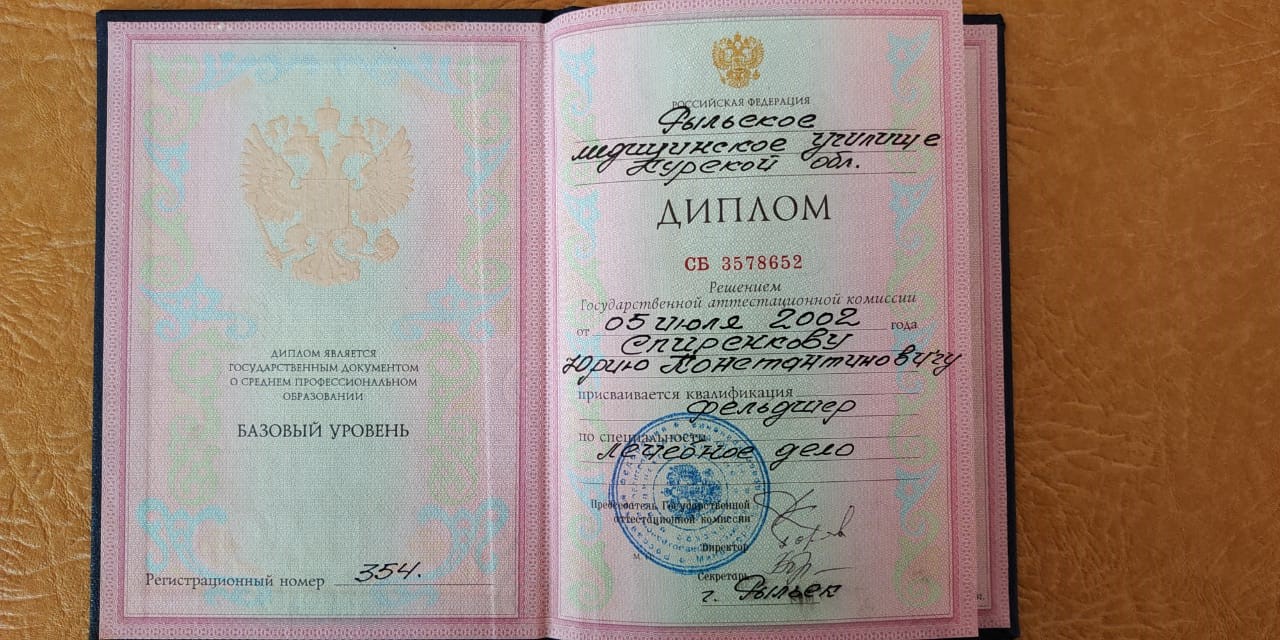 ДИПЛОМ ЯВЛЯЕТСЯ
ГОСУДАРСТВЕННЫМ ДОКУМЕНТОМ
О СРЕДНЕМ ПРОФЕССИОНАЛЬНОМ
ОБРАЗОВАНИИ
БАЗОВЫЙ УРОВЕНЬ
Регистрационный номер 354.
РОССИЙСКАЯ ФЕДЕРАЦИЯ
Рыльское
медицинское училище
Курской обл.
ДИПЛОМ
СБ 3578652
Решением
Государственной аттестационной комиссии
от 05 июля 2002 года
Спиренкову
Юрию Константиновичу
присваивается квалификация
фельдшер
по специальности
лечебное дело
Председатель Государственной
аттестационной комиссии
Директор
М.
Секретарь
г. Рыльск